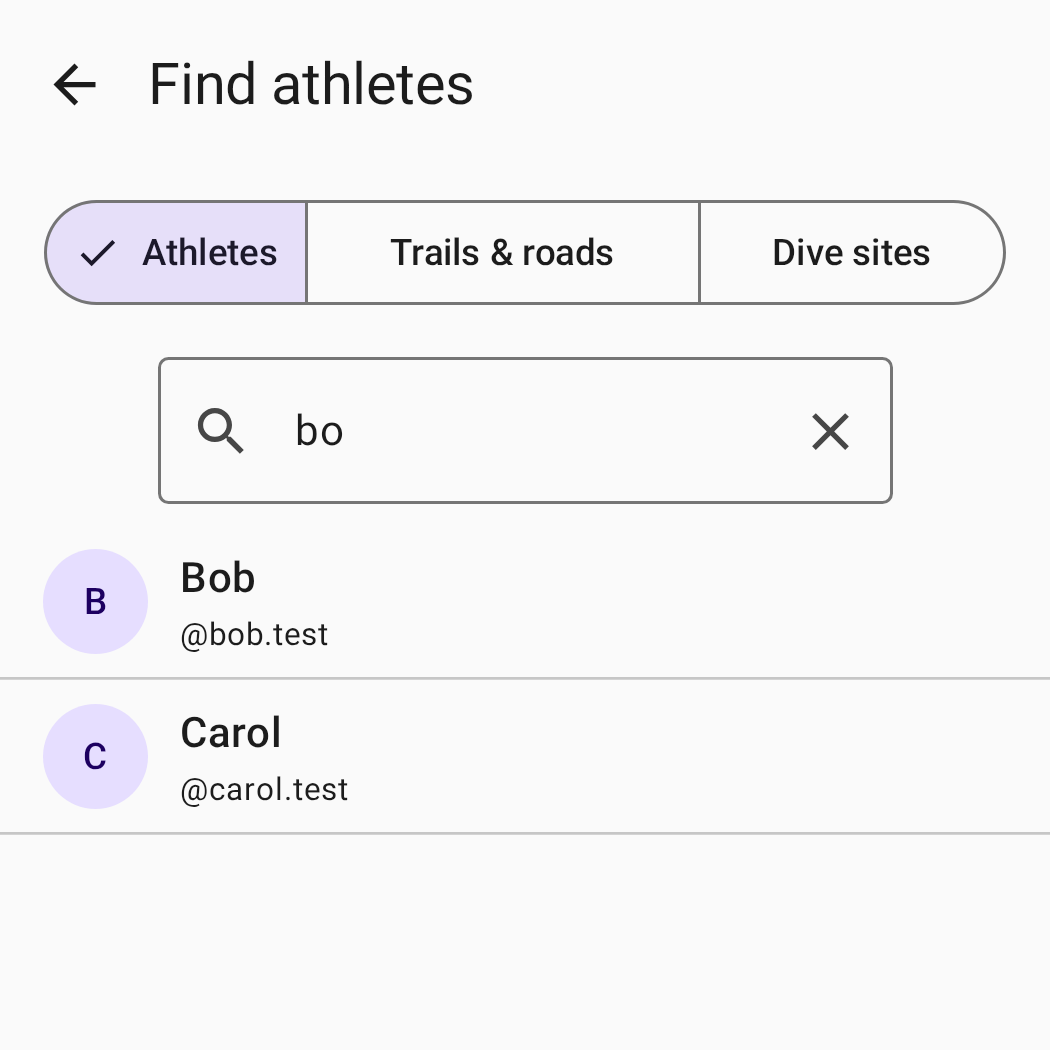 Find athletes
Athletes
Trails & roads
Dive sites
bo
B
Bob
@bob.test
C
Carol
@carol.test